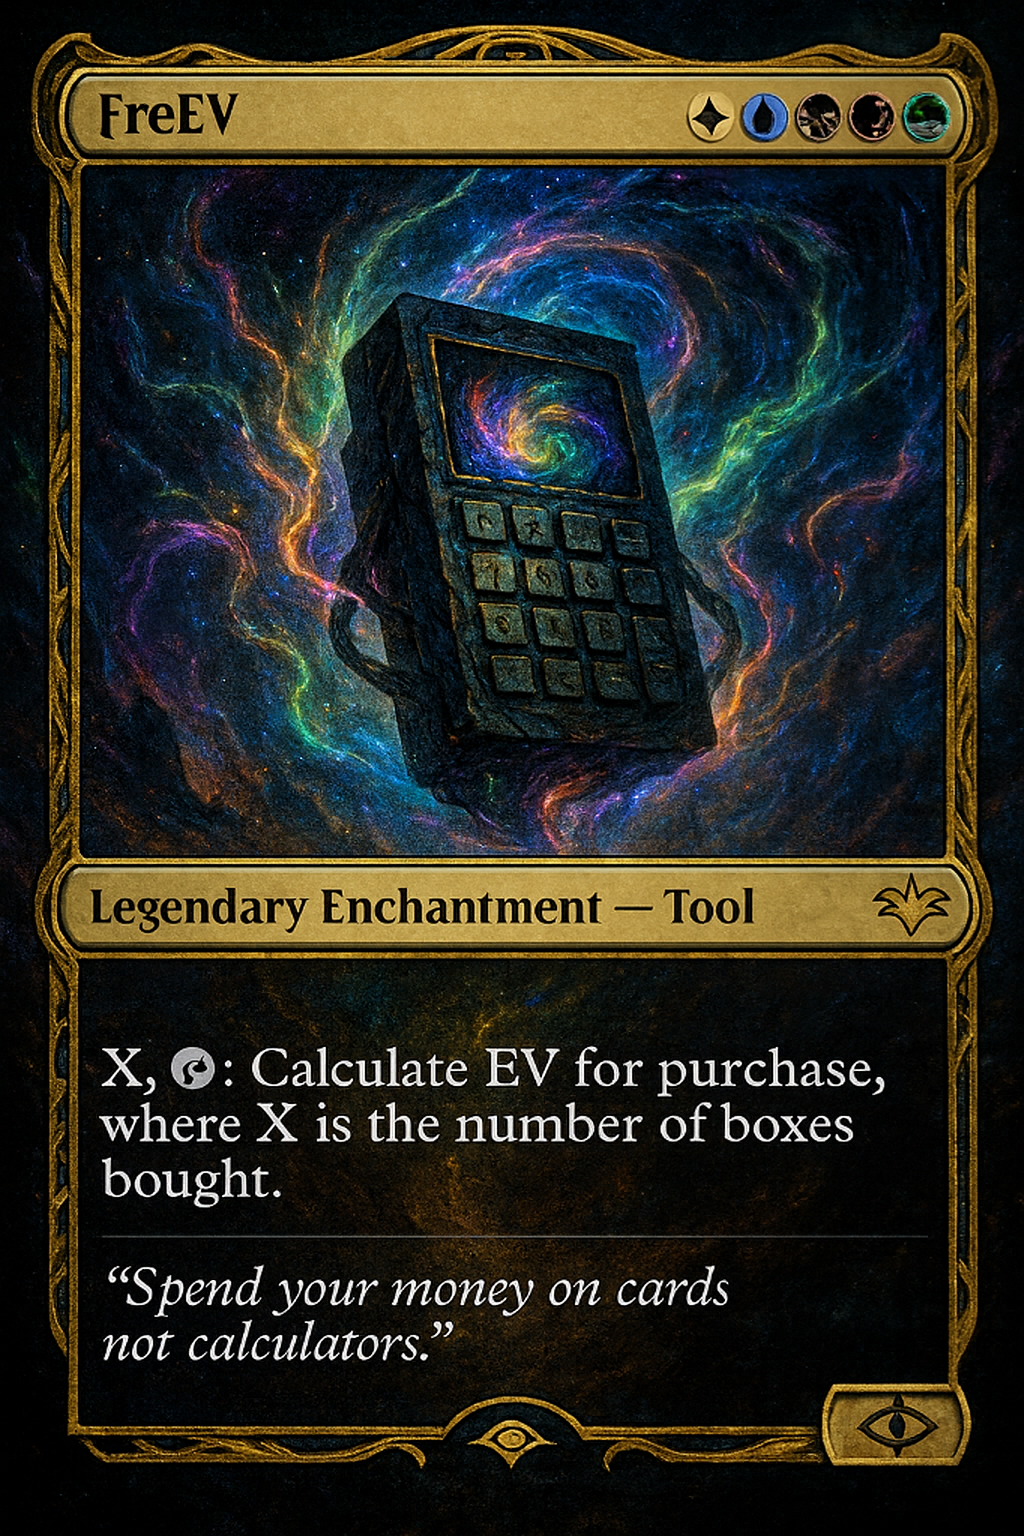 FreEV
Legendary Enchantment — Tool
X, : Calculate EV for purchase,
where X is the number of boxes
bought.
“Spend your money on cards
not calculators.”